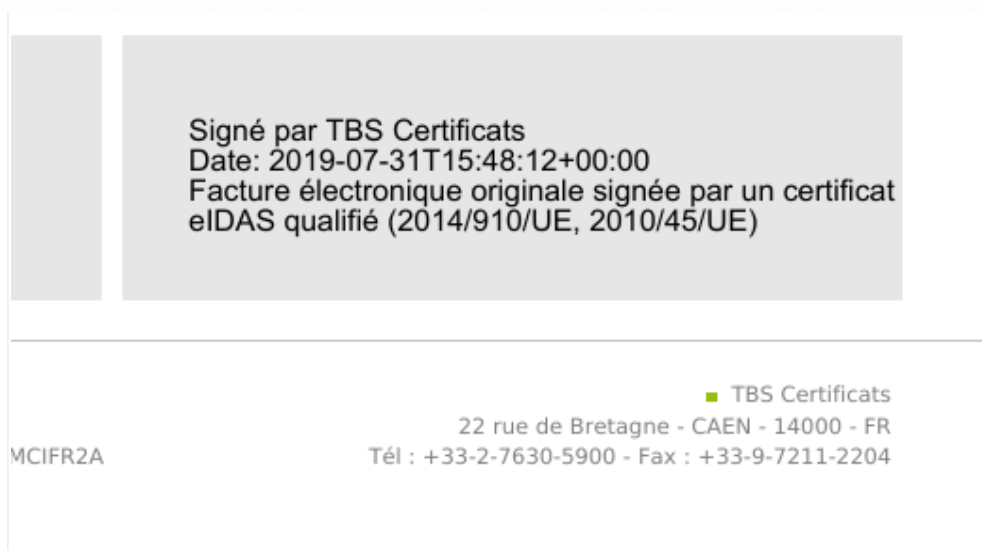 Signé par TBS Certificats
Date: 2019-07-31T15:48:12+00:00
Facture électronique originale signée par un certificat
eIDAS qualifié (2014/910/UE, 2010/45/UE)
TBS Certificats
22 rue de Bretagne - CAEN - 14000 - FR
MCIFR2A
Tél : +33-2-7630-5900 - Fax : +33-9-7211-2204